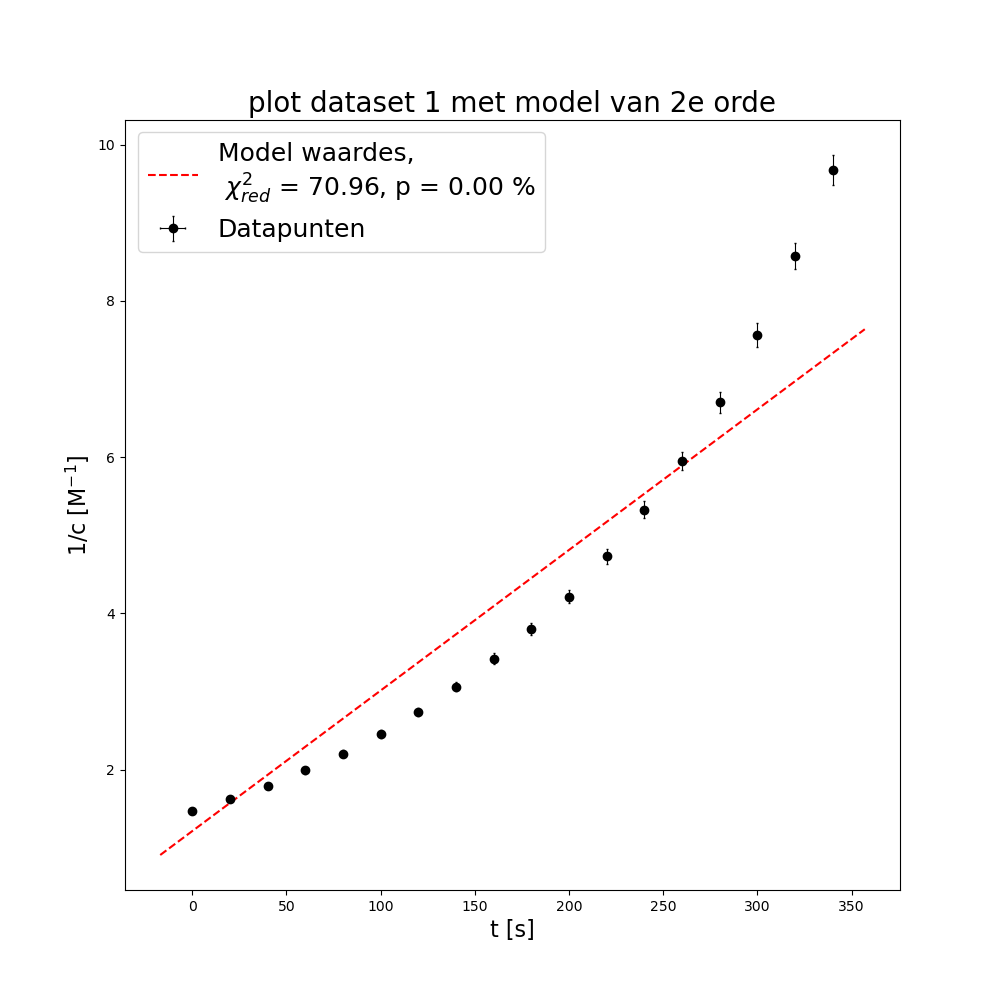 plot dataset 1 met model van 2e orde
Model waardes,
χ²red = 70.96, p = 0.00 %
Datapunten
10
8
6
4
2
1/c [M⁻¹]
0 50 100 150 200 250 300 350
t [s]